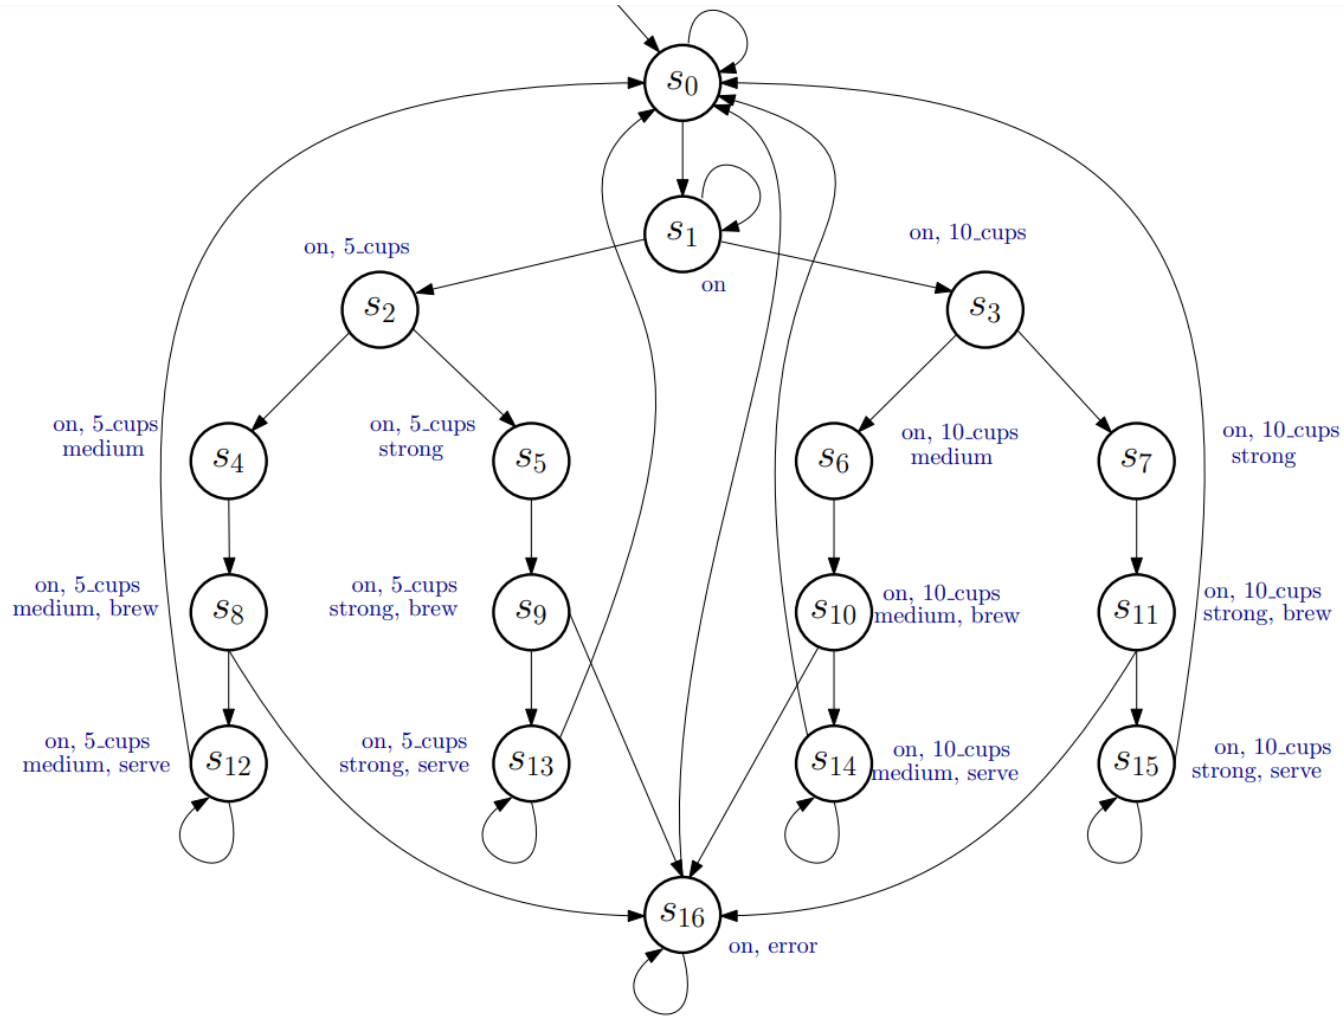 s0
s1
on, 5_cups
on, 10_cups
on
s2
s3
on, 5_cups
medium
s4
on, 5_cups
strong
s5
s6
on, 10_cups
medium
s7
on, 10_cups
strong
on, 5_cups
medium, brew
s8
on, 5_cups
strong, brew
s9
s10
on, 10_cups
medium, brew
s11
on, 10_cups
strong, brew
on, 5_cups
medium, serve
s12
on, 5_cups
strong, serve
s13
s14
on, 10_cups
medium, serve
s15
on, 10_cups
strong, serve
s16
on, error